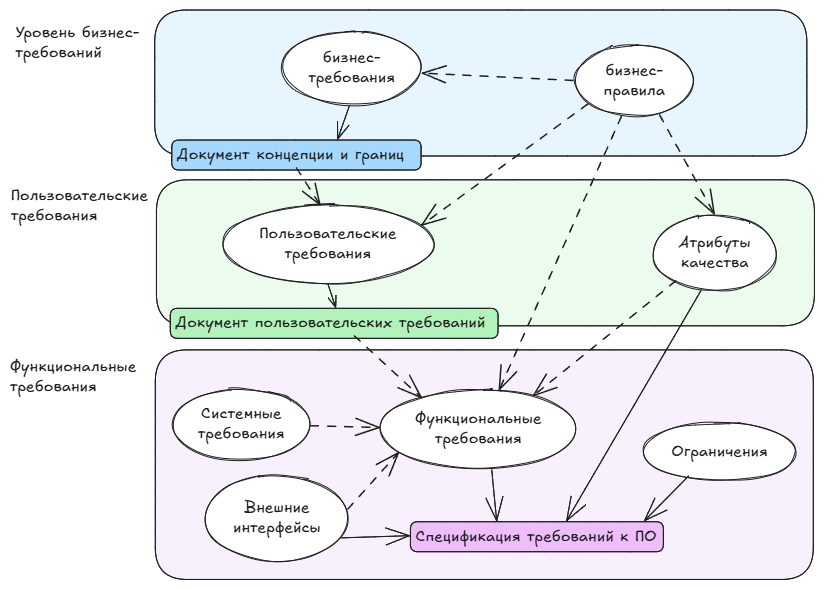 Уровень бизнес-
требований
бизнес-
требования
бизнес-
правила
Документ концепции и границ
Пользовательские
требования
Пользовательские
требования
Атрибуты
качества
Документ пользовательских требований
Функциональные
требования
Системные
требования
Функциональные
требования
Ограничения
Внешние
интерфейсы
Спецификация требований к ПО